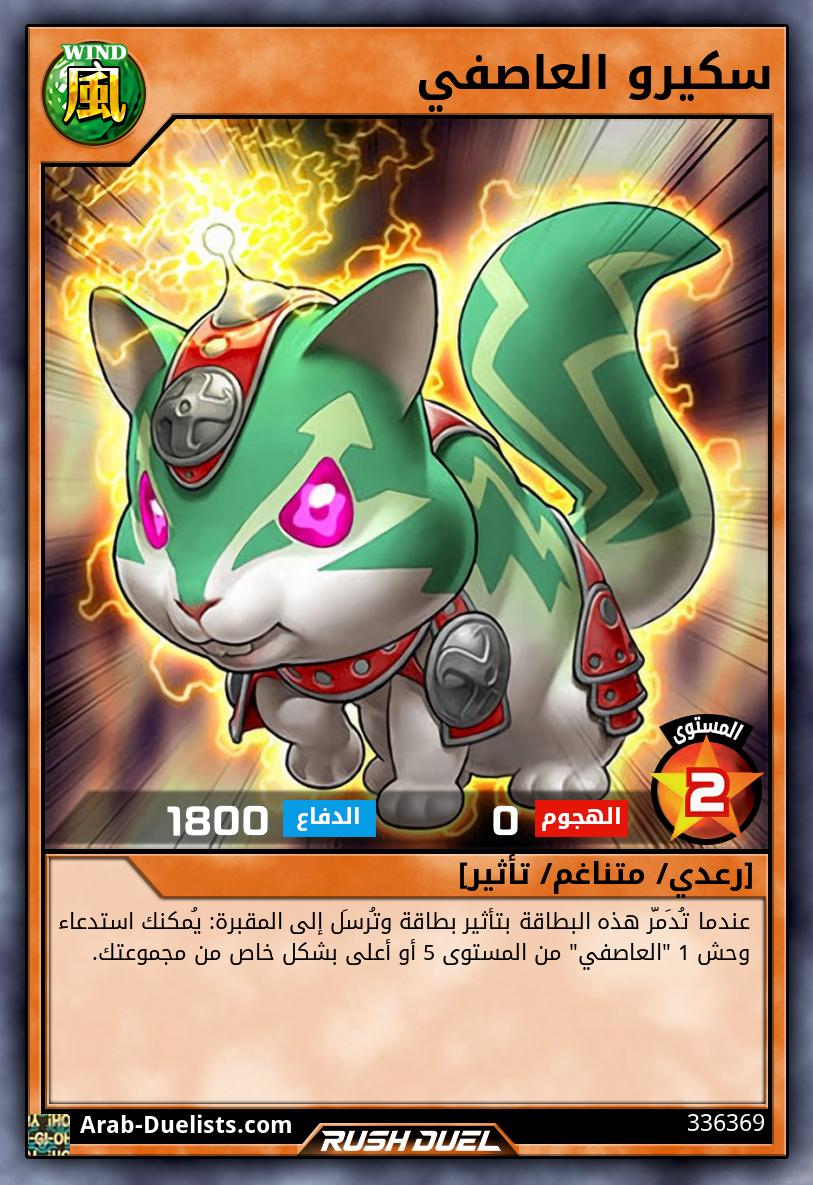 سكيرو العاصفي
WIND
風
المستوى
2
الهجوم 0
الدفاع 1800
[رعدي/ متناغم/ تأثير]
عندما تُدَمّر هذه البطاقة بتأثير بطاقة وتُرسَل إلى المقبرة: يُمكنك استدعاء
وحش 1 "العاصفي" من المستوى 5 أو أعلى بشكل خاص من مجموعتك.
Arab-Duelists.com
RUSH DUEL
336369